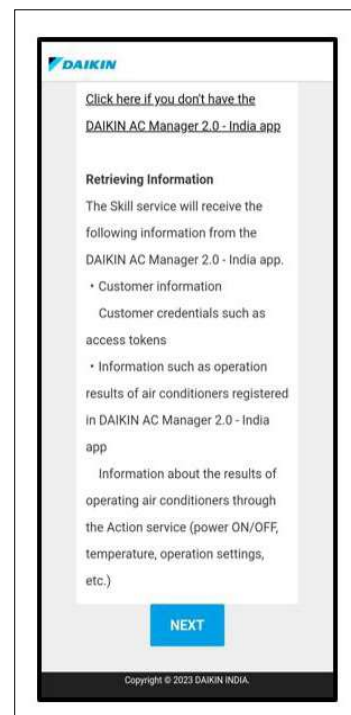 DAIKIN
Click here if you don't have the
DAIKIN AC Manager 2.0 - India app
Retrieving Information
The Skill service will receive the
following information from the
DAIKIN AC Manager 2.0 - India app.
・Customer information
Customer credentials such as
access tokens
・Information such as operation
results of air conditioners registered
in DAIKIN AC Manager 2.0 - India
app
Information about the results of
operating air conditioners through
the Action service (power ON/OFF,
temperature, operation settings,
etc.)
NEXT
Copyright © 2023 DAIKIN INDIA.